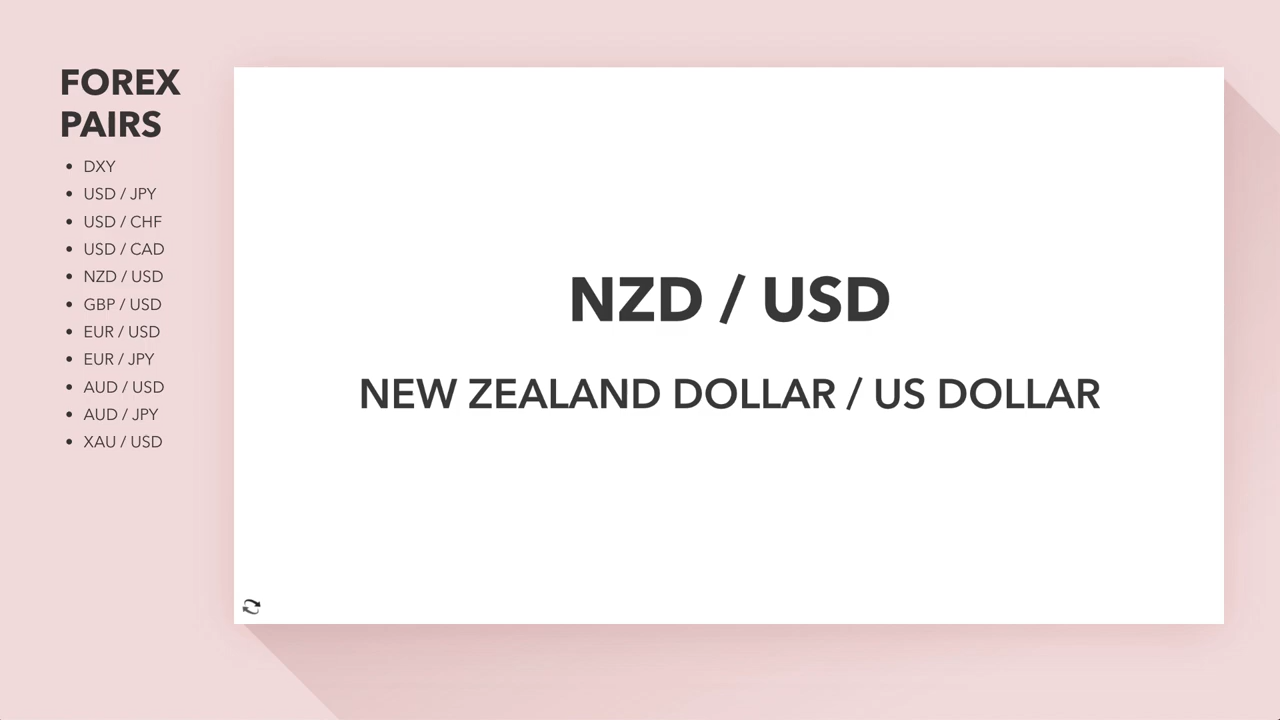 FOREX
PAIRS
• DXY
• USD / JPY
• USD / CHF
• USD / CAD
• NZD / USD
• GBP / USD
• EUR / USD
• EUR / JPY
• AUD / USD
• AUD / JPY
• XAU / USD
NZD / USD
NEW ZEALAND DOLLAR / US DOLLAR